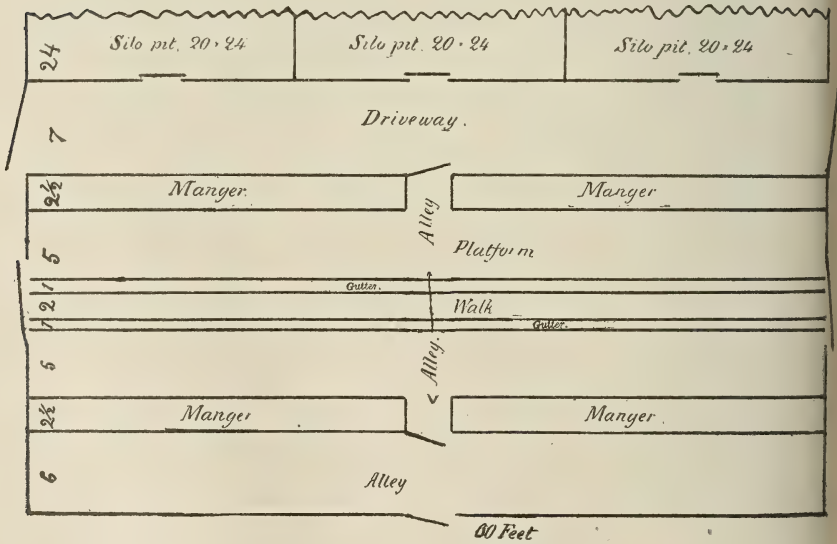 24 Silo pit. 20 × 24 Silo pit. 20 × 24 Silo pit. 20 × 24
7 Driveway.
2½ Manger. Manger
Alley
5 Platform
1 Gutter.
2 Walk
1 Gutter.
5 Alley.
2½ Manger Manger
6 Alley
60 Feet